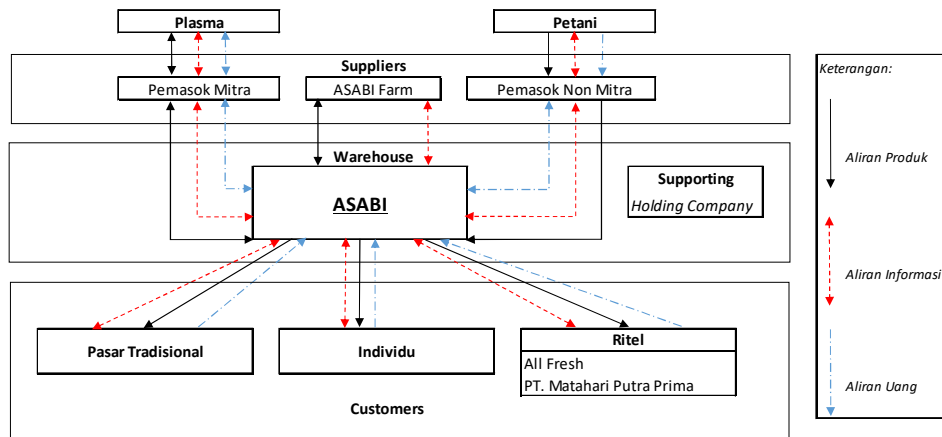 Plasma
Petani
Suppliers
Pemasok Mitra
ASABI Farm
Pemasok Non Mitra
Warehouse
ASABI
Supporting
Holding Company
Pasar Tradisional
Individu
Ritel
All Fresh
PT. Matahari Putra Prima
Customers
Keterangan:
Aliran Produk
Aliran Informasi
Aliran Uang